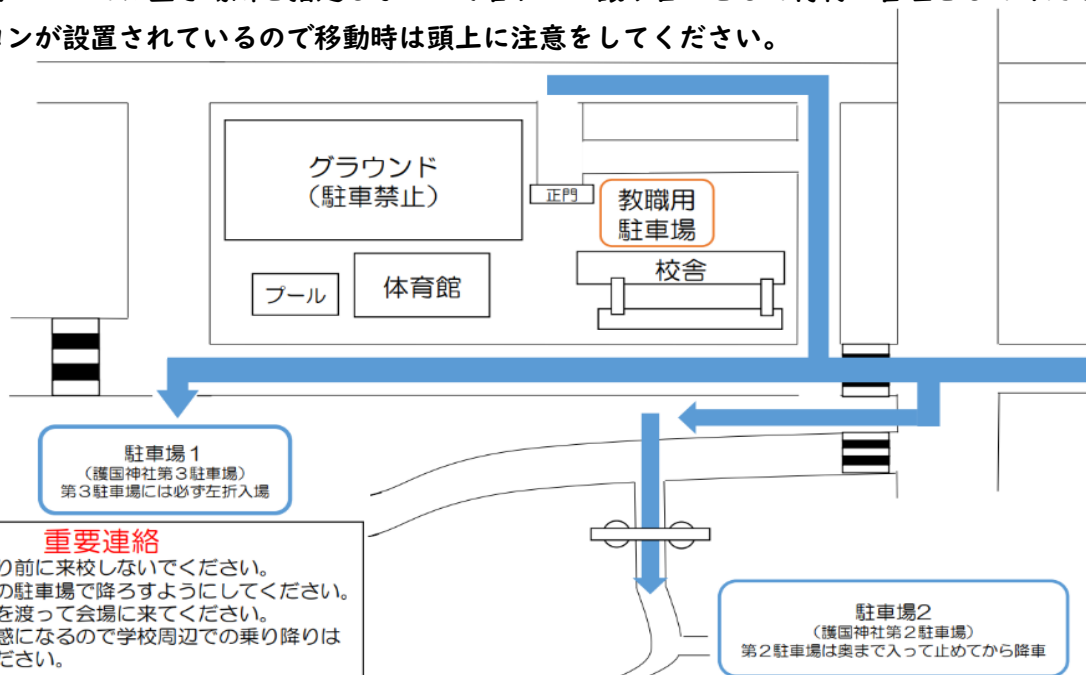 コンが設置されているので移動時は頭上に注意をしてください。
グラウンド
(駐車禁止)
正門
教職用
駐車場
校舎
プール
体育館
駐車場1
(護国神社第3駐車場)
第3駐車場には必ず左折入場
重要連絡
り前に来校しないでください。
の駐車場で降ろすようにしてください。
を渡って会場に来てください。
惑になるので学校周辺での乗り降りは
ださい。
駐車場2
(護国神社第2駐車場)
第2駐車場は奥まで入って止めてから降車